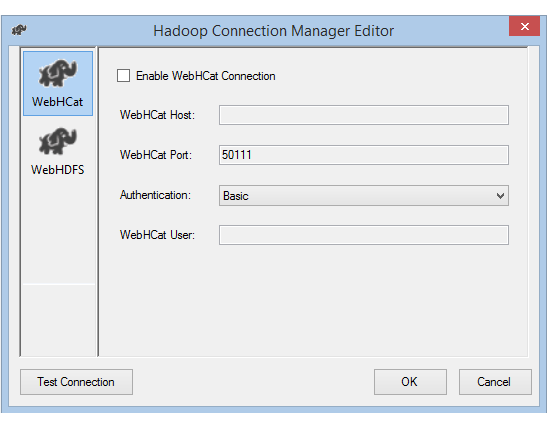 Hadoop Connection Manager Editor
WebHCat
WebHDFS
Enable WebHCat Connection
WebHCat Host:
WebHCat Port: 50111
Authentication: Basic
WebHCat User:
Test Connection OK Cancel